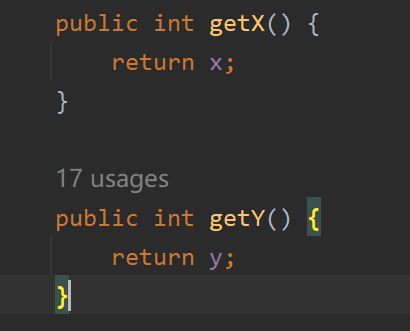 public int getX() {
    return x;
}
17 usages
public int getY() {
    return y;
}